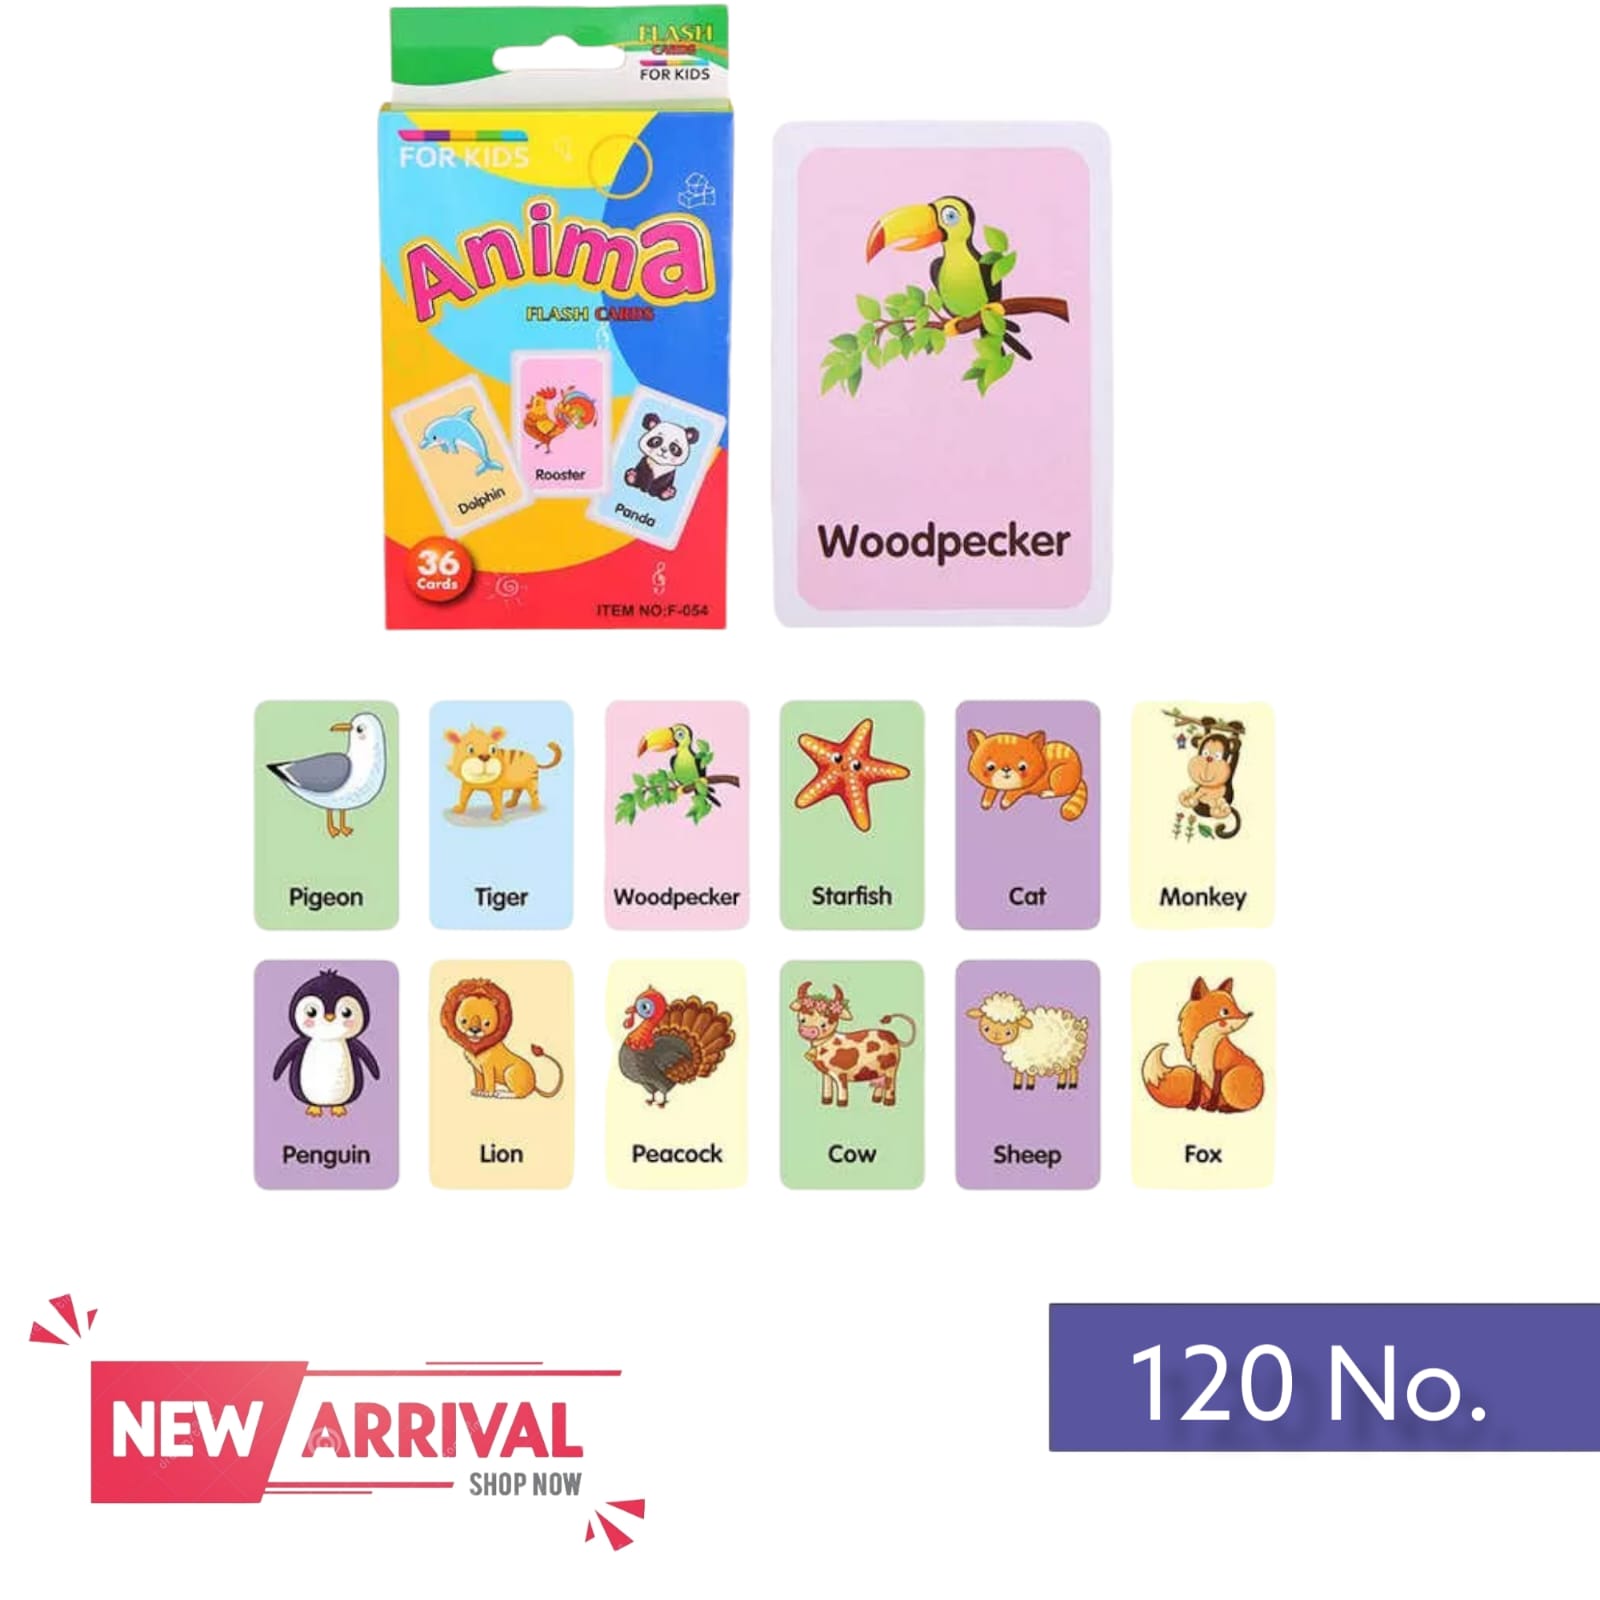 FLASH
CARDS
FOR KIDS
FOR KIDS
Anima
FLASH CARDS
Dolphin
Rooster
Panda
36
Cards
ITEM NO:F-054
Woodpecker
Pigeon
Tiger
Woodpecker
Starfish
Cat
Monkey
Penguin
Lion
Peacock
Cow
Sheep
Fox
NEW ARRIVAL
SHOP NOW
120 No.